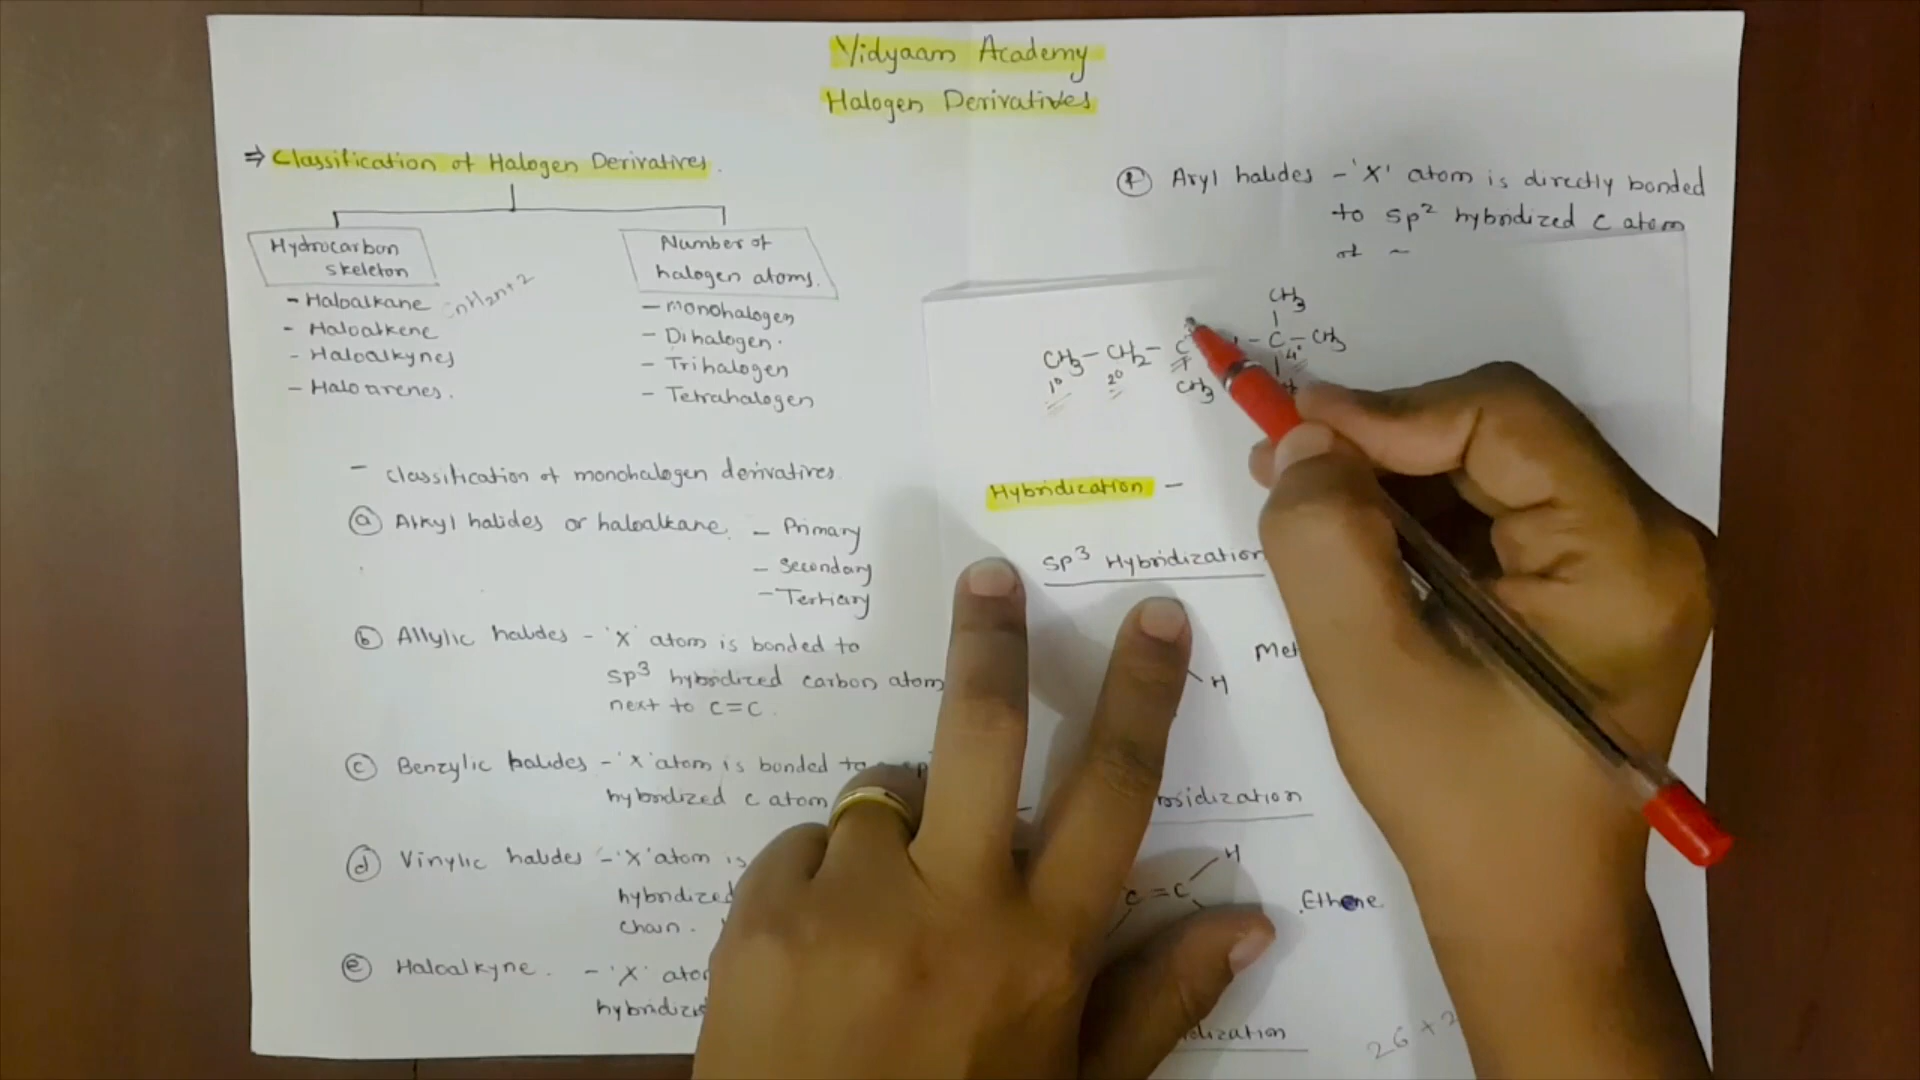 Vidyaam Academy
Halogen Derivatives
⇒ Classification of Halogen Derivatives.
Hydrocarbon
skeleton
- Haloalkane CnH2n+2
- Haloalkene
- Haloalkynes
- Haloarenes.
Number of
halogen atoms.
- monohalogen
- Dihalogen.
- Trihalogen
- Tetrahalogen
- Classification of monohalogen derivatives.
ⓐ Alkyl halides or haloalkane. - Primary
- Secondary
- Tertiary
ⓑ Allylic halides - 'X' atom is bonded to
sp³ hybridized carbon atom
next to C=C.
ⓒ Benzylic halides - 'X' atom is bonded to
hybridized C atom
ⓓ Vinylic halides - 'X' atom is
hybridized
chain.
ⓔ Haloalkyne. - 'X' atom
ⓕ Aryl halides - 'X' atom is directly bonded
to sp² hybridized C atom
of
CH3
CH3 - CH2 - C - C - CH3
1° 2° 4°
CH3
Hybridization -
sp³ Hybridization
H
H
C = C
Ethene
26 + 2